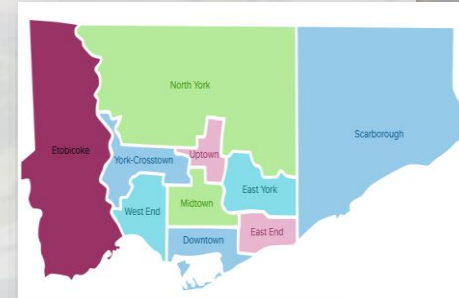 North York
Scarborough
Etobicoke
Uptown
York-Crosstown
East York
West End
Midtown
East End
Downtown